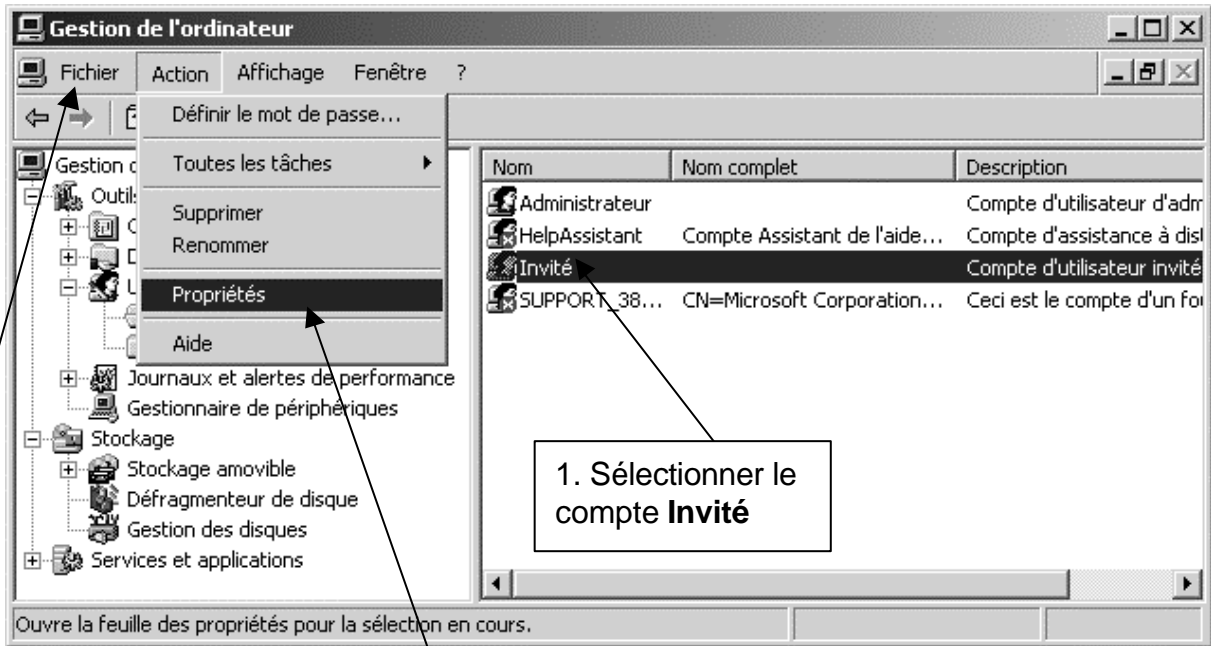 Gestion de l'ordinateur
Fichier Action Affichage Fenêtre ?
Définir le mot de passe...
Toutes les tâches
Supprimer
Renommer
Propriétés
Aide
Gestion d
Outils
Journaux et alertes de performance
Gestionnaire de périphériques
Stockage
Stockage amovible
Défragmenteur de disque
Gestion des disques
Services et applications
Nom Nom complet Description
Administrateur Compte d'utilisateur d'adm
HelpAssistant Compte Assistant de l'aide... Compte d'assistance à dist
Invité Compte d'utilisateur invité
SUPPORT_38... CN=Microsoft Corporation... Ceci est le compte d'un fou
1. Sélectionner le
compte Invité
Ouvre la feuille des propriétés pour la sélection en cours.